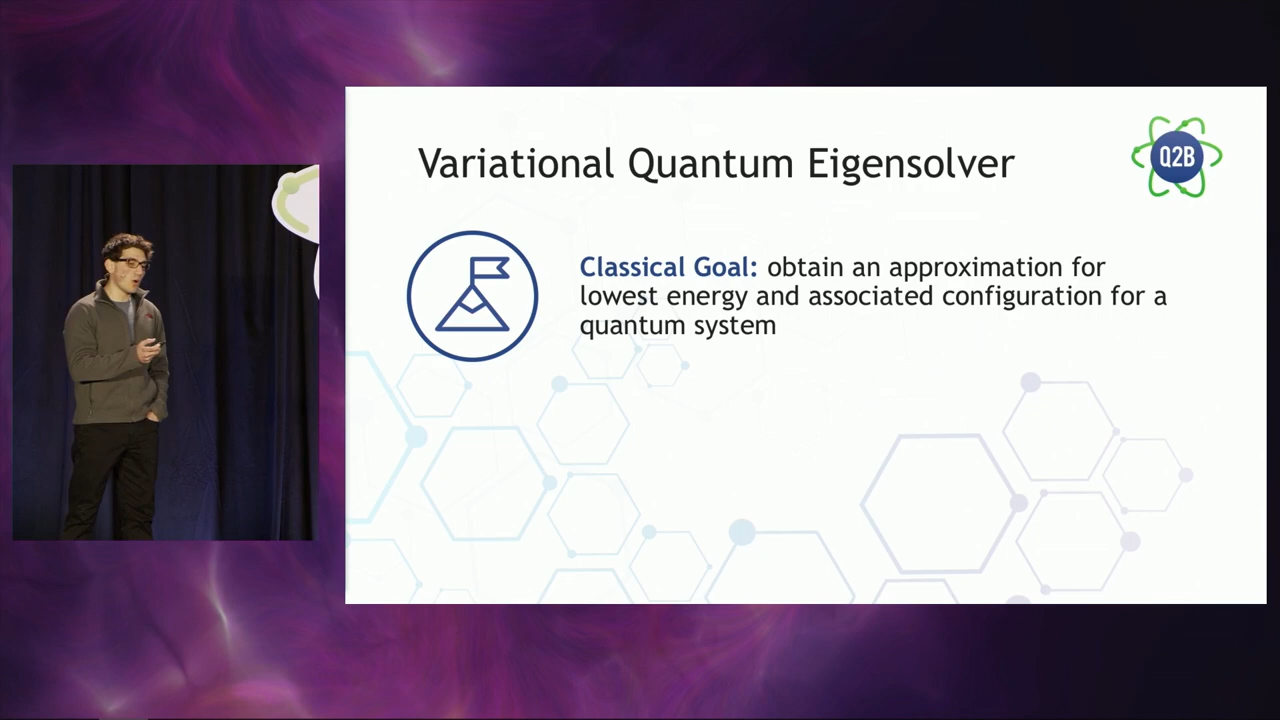 Variational Quantum Eigensolver
Q2B
Classical Goal: obtain an approximation for
lowest energy and associated configuration for a
quantum system